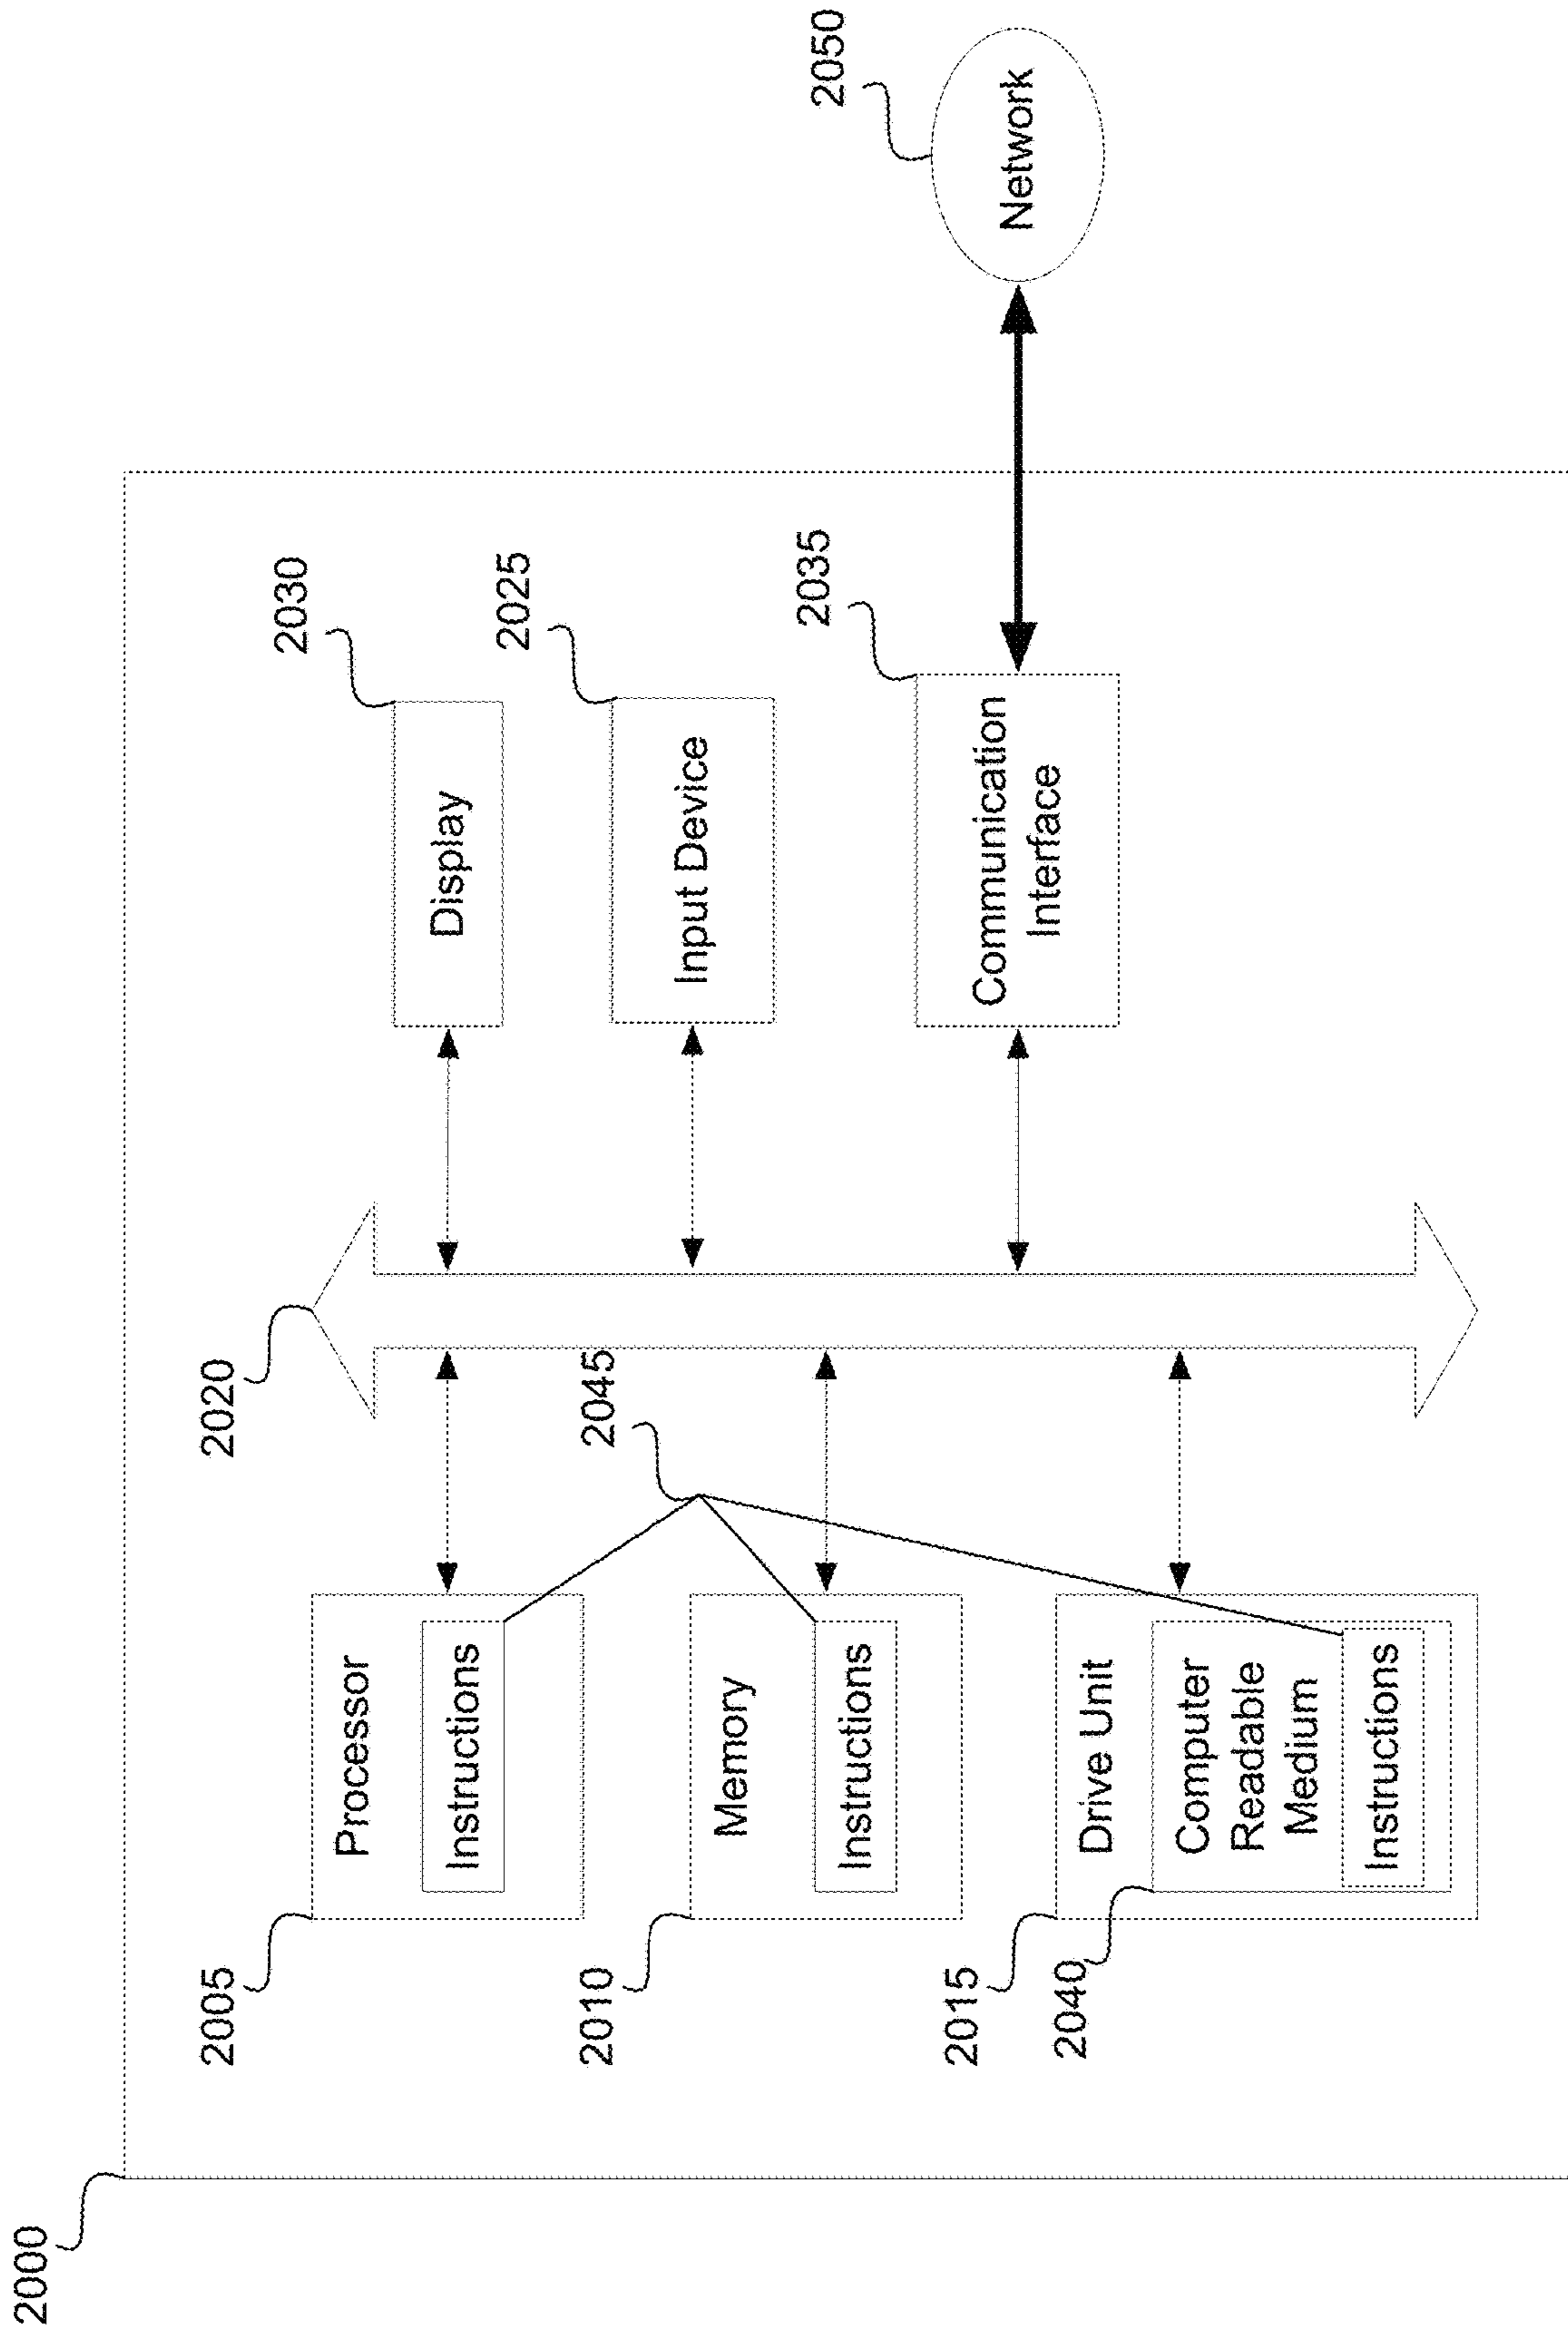 2000
2005
Processor
Instructions
2010
Memory
Instructions
2015
Drive Unit
2040
Computer
Readable
Medium
Instructions
2045
2020
2030
Display
2025
Input Device
2035
Communication
Interface
2050
Network